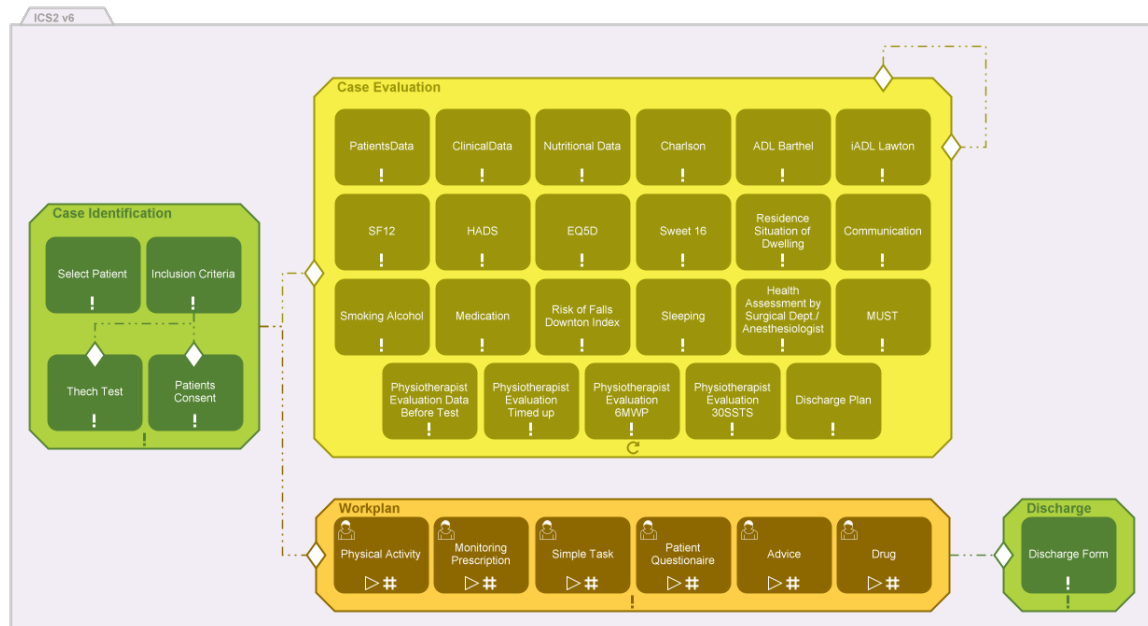 ICS2 v6
Case Evaluation
PatientsData
ClinicalData
Nutritional Data
Charlson
ADL Barthel
iADL Lawton
SF12
HADS
EQ5D
Sweet 16
Residence
Situation of
Dwelling
Communication
Smoking Alcohol
Medication
Risk of Falls
Downton Index
Sleeping
Health
Assessment by
Surgical Dept./
Anesthesiologist
MUST
Physiotherapist
Evaluation Data
Before Test
Physiotherapist
Evaluation
Timed up
Physiotherapist
Evaluation
6MWP
Physiotherapist
Evaluation
30SSTS
Discharge Plan
Case Identification
Select Patient
Inclusion Criteria
Thech Test
Patients
Consent
Workplan
Physical Activity
Monitoring
Prescription
Simple Task
Patient
Questionaire
Advice
Drug
Discharge
Discharge Form